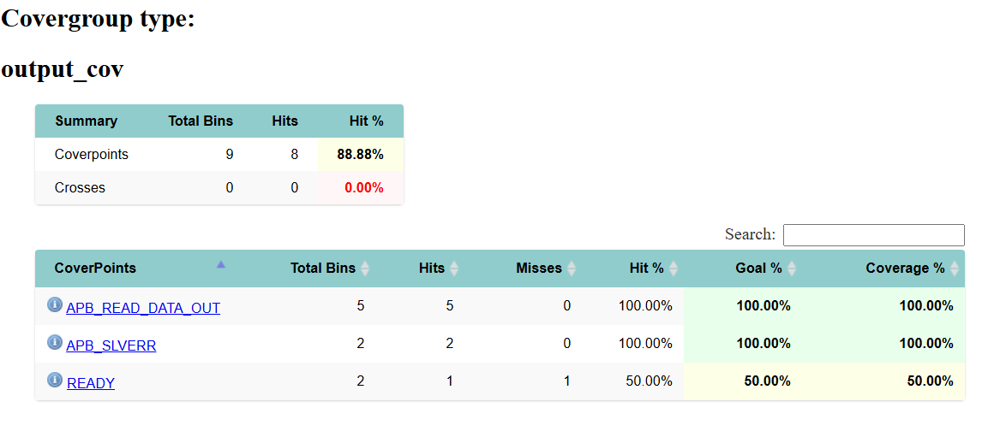 Covergroup type:
output_cov
Summary Total Bins Hits Hit %
Coverpoints 9 8 88.88%
Crosses 0 0 0.00%
Search:
CoverPoints Total Bins Hits Misses Hit % Goal % Coverage %
APB_READ_DATA_OUT 5 5 0 100.00% 100.00% 100.00%
APB_SLVERR 2 2 0 100.00% 100.00% 100.00%
READY 2 1 1 50.00% 50.00% 50.00%